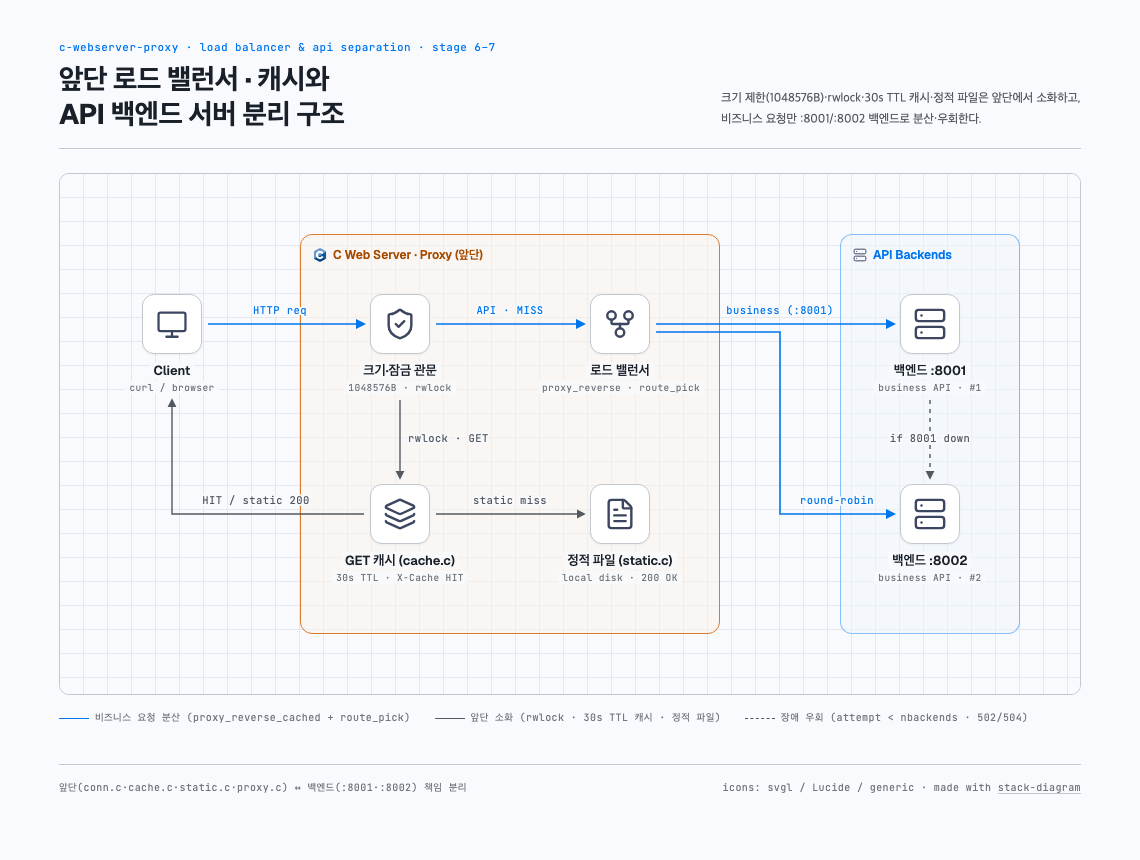 c-webserver-proxy · load balancer & api separation · stage 6–7
앞단 로드 밸런서 · 캐시와
API 백엔드 서버 분리 구조
크기 제한(1048576B)·rwlock·30s TTL 캐시·정적 파일은 앞단에서 소화하고,
비즈니스 요청만 :8001/:8002 백엔드로 분산·우회한다.
C Web Server · Proxy (앞단)
API Backends
HTTP req
API · MISS
business (:8001)
Client
curl / browser
크기·잠금 관문
1048576B · rwlock
로드 밸런서
proxy_reverse · route_pick
백엔드 :8001
business API · #1
rwlock · GET
if 8001 down
HIT / static 200
static miss
round-robin
GET 캐시 (cache.c)
30s TTL · X-Cache HIT
정적 파일 (static.c)
local disk · 200 OK
백엔드 :8002
business API · #2
비즈니스 요청 분산 (proxy_reverse_cached + route_pick)
앞단 소화 (rwlock · 30s TTL 캐시 · 정적 파일)
장애 우회 (attempt < nbackends · 502/504)
앞단(conn.c·cache.c·static.c·proxy.c) ↔ 백엔드(:8001·:8002) 책임 분리
icons: svgl / Lucide / generic · made with stack-diagram